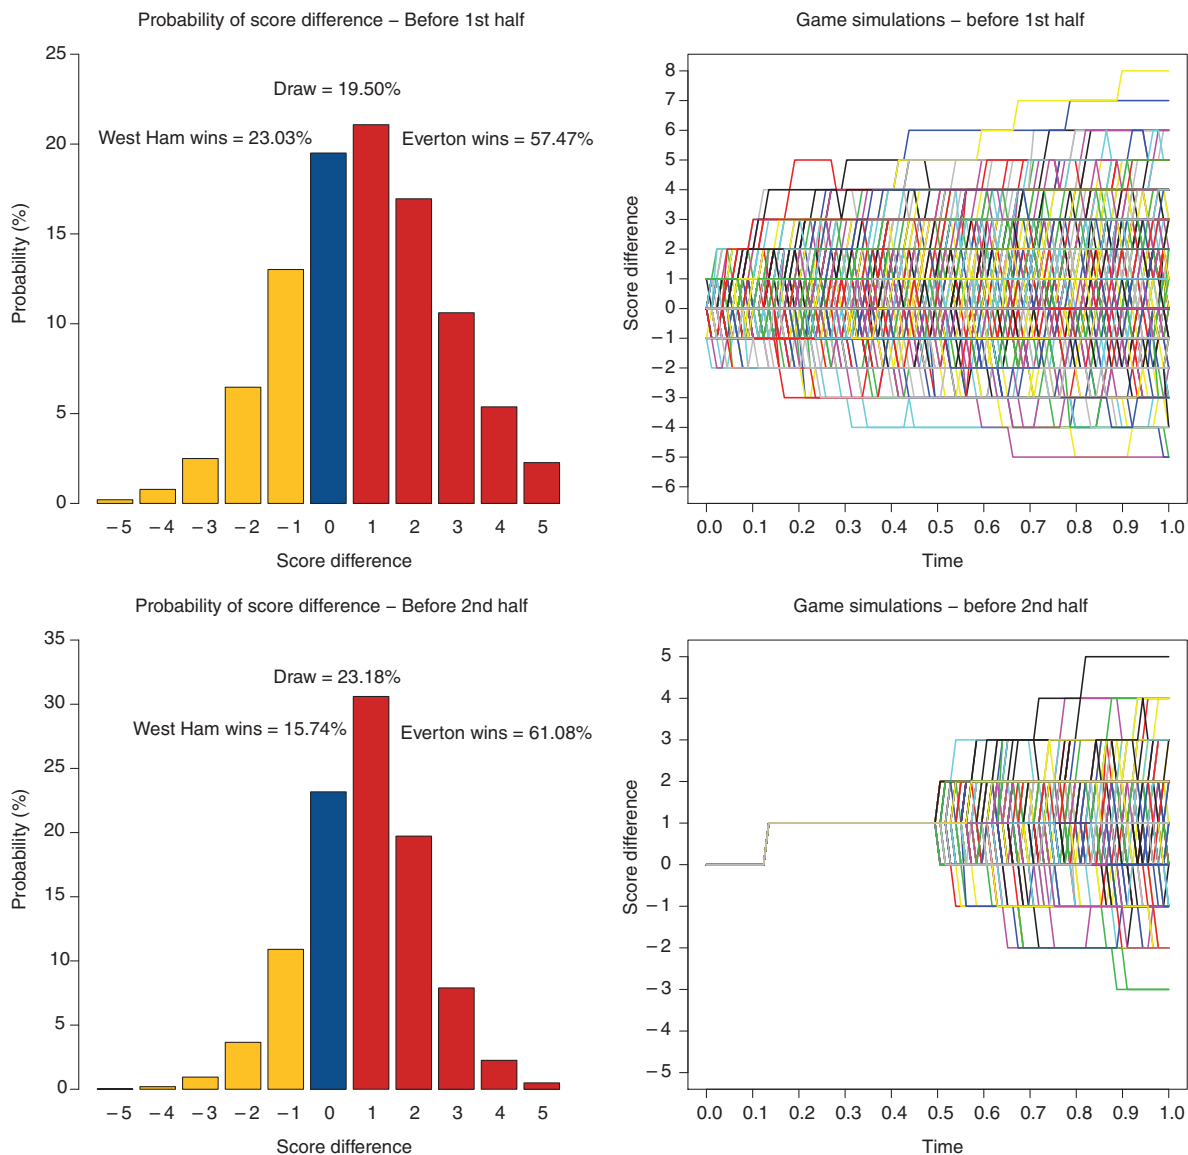 Probability of score difference – Before 1st half
Draw = 19.50%
West Ham wins = 23.03%
Everton wins = 57.47%
Probability (%)
25
20
15
10
5
0
−5 −4 −3 −2 −1 0 1 2 3 4 5
Score difference
Game simulations – before 1st half
Score difference
8
7
6
5
4
3
2
1
0
−1
−2
−3
−4
−5
−6
0.0 0.1 0.2 0.3 0.4 0.5 0.6 0.7 0.8 0.9 1.0
Time
Probability of score difference – Before 2nd half
Draw = 23.18%
West Ham wins = 15.74%
Everton wins = 61.08%
Probability (%)
35
30
25
20
15
10
5
0
−5 −4 −3 −2 −1 0 1 2 3 4 5
Score difference
Game simulations – before 2nd half
Score difference
5
4
3
2
1
0
−1
−2
−3
−4
−5
0.0 0.1 0.2 0.3 0.4 0.5 0.6 0.7 0.8 0.9 1.0
Time